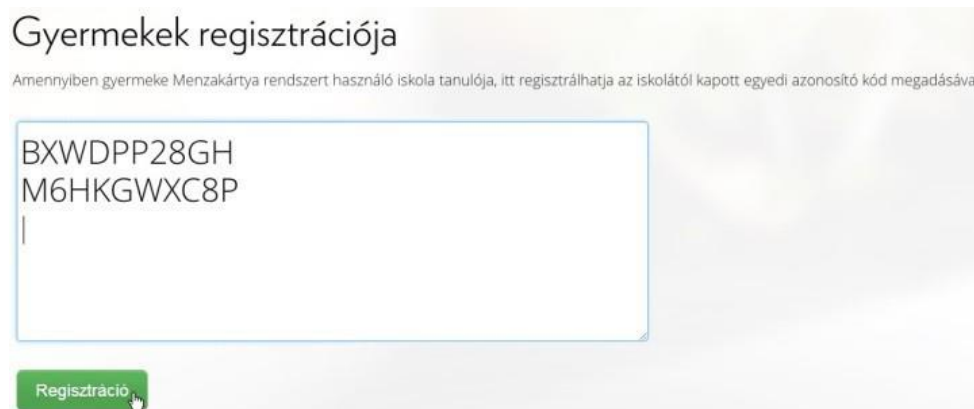 Gyermekek regisztrációja
Amennyiben gyermeke Menzakártya rendszert használó iskola tanulója, itt regisztrálhatja az iskolától kapott egyedi azonosító kód megadásáva
BXWDPP28GH
M6HKGWXC8P
Regisztráció